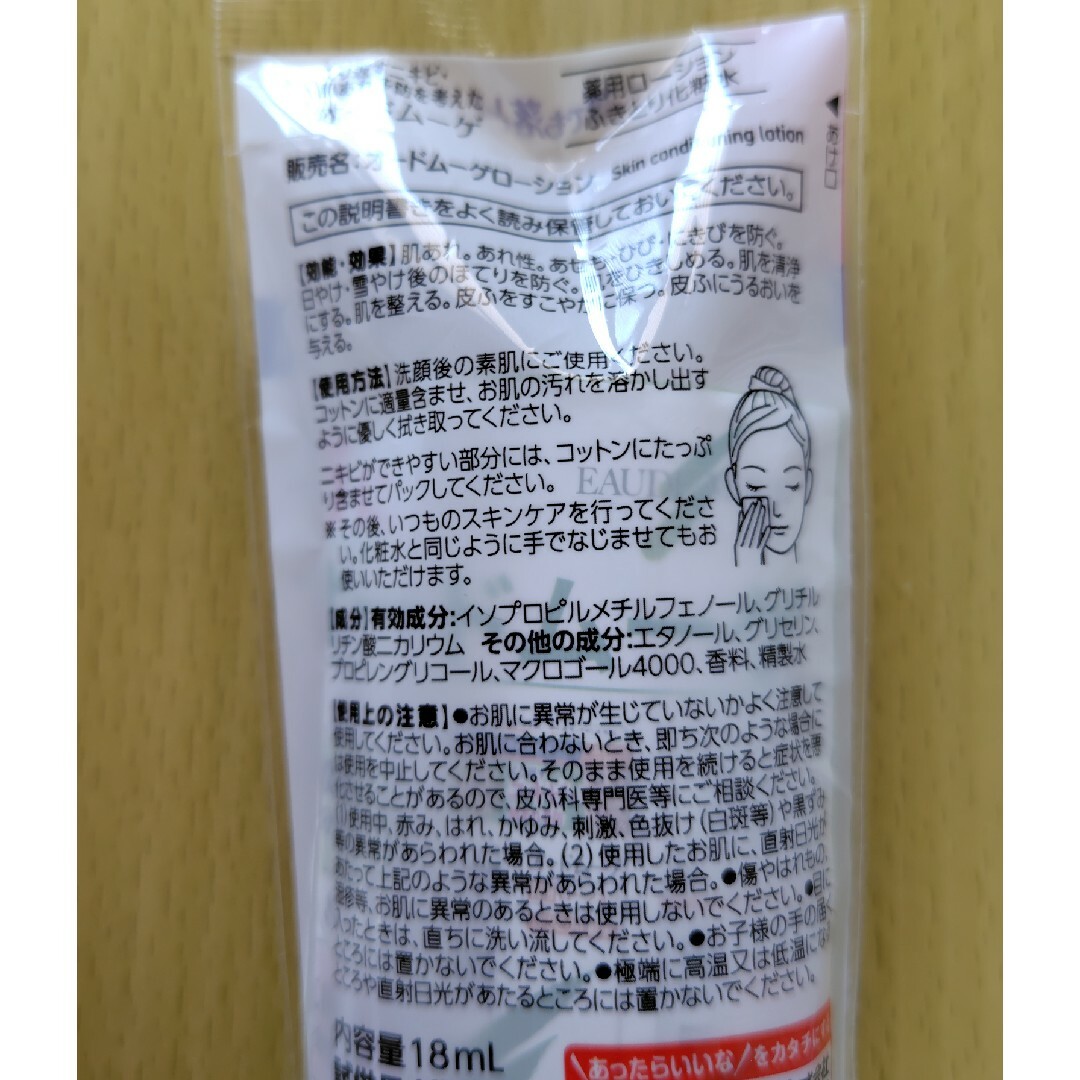 を考えた
ムーゲ
薬用ローション
ふきとり化粧水
Skin conditioning lotion
あけ口
販売名:オードムーゲローション
この説明書きをよく読み保管しておいてください。
【効能・効果】肌あれ。あれ性。あせも・ひび・にきびを防ぐ。
日やけ・雪やけ後のほてりを防ぐ。肌をひきしめる。肌を清浄
にする。肌を整える。皮ふをすこやかに保つ。皮ふにうるおいを
与える。
【使用方法】洗顔後の素肌にご使用ください。
コットンに適量含ませ、お肌の汚れを溶かし出す
ように優しく拭き取ってください。
ニキビができやすい部分には、コットンにたっぷ
り含ませてパックしてください。
EAUD
※その後、いつものスキンケアを行ってくださ
い。化粧水と同じように手でなじませてもお
使いいただけます。
【成分】有効成分:イソプロピルメチルフェノール、グリチル
リチン酸二カリウム その他の成分:エタノール、グリセリン、
プロピレングリコール、マクロゴール4000、香料、精製水
【使用上の注意】●お肌に異常が生じていないかよく注意して
使用してください。お肌に合わないとき、即ち次のような場合に
は使用を中止してください。そのまま使用を続けると症状を悪
化させることがあるので、皮ふ科専門医等にご相談ください。
(1)使用中、赤み、はれ、かゆみ、刺激、色抜け(白斑等)や黒ずみ
等の異常があらわれた場合。(2)使用したお肌に、直射日光が
あたって上記のような異常があらわれた場合。●傷やはれもの、
湿疹等、お肌に異常のあるときは使用しないでください。●目に
入ったときは、直ちに洗い流してください。●お子様の手の届く
ところには置かないでください。●極端に高温又は低温になる
ところや直射日光があたるところには置かないでください。
内容量18mL
あったらいいなをカタチに